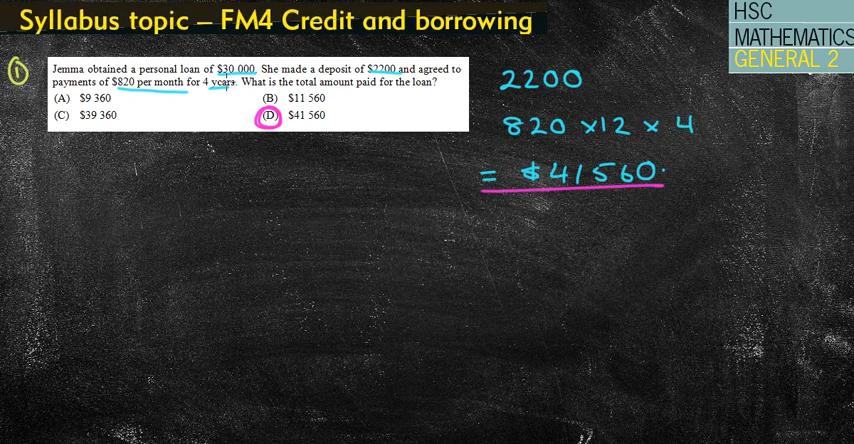 Syllabus topic – FM4 Credit and borrowing
HSC
MATHEMATICS
GENERAL 2
1
Jemma obtained a personal loan of $30 000. She made a deposit of $2200 and agreed to
payments of $820 per month for 4 years. What is the total amount paid for the loan?
(A) $9 360
(B) $11 560
(C) $39 360
(D) $41 560
2200
820 x12 x 4
= $41560.